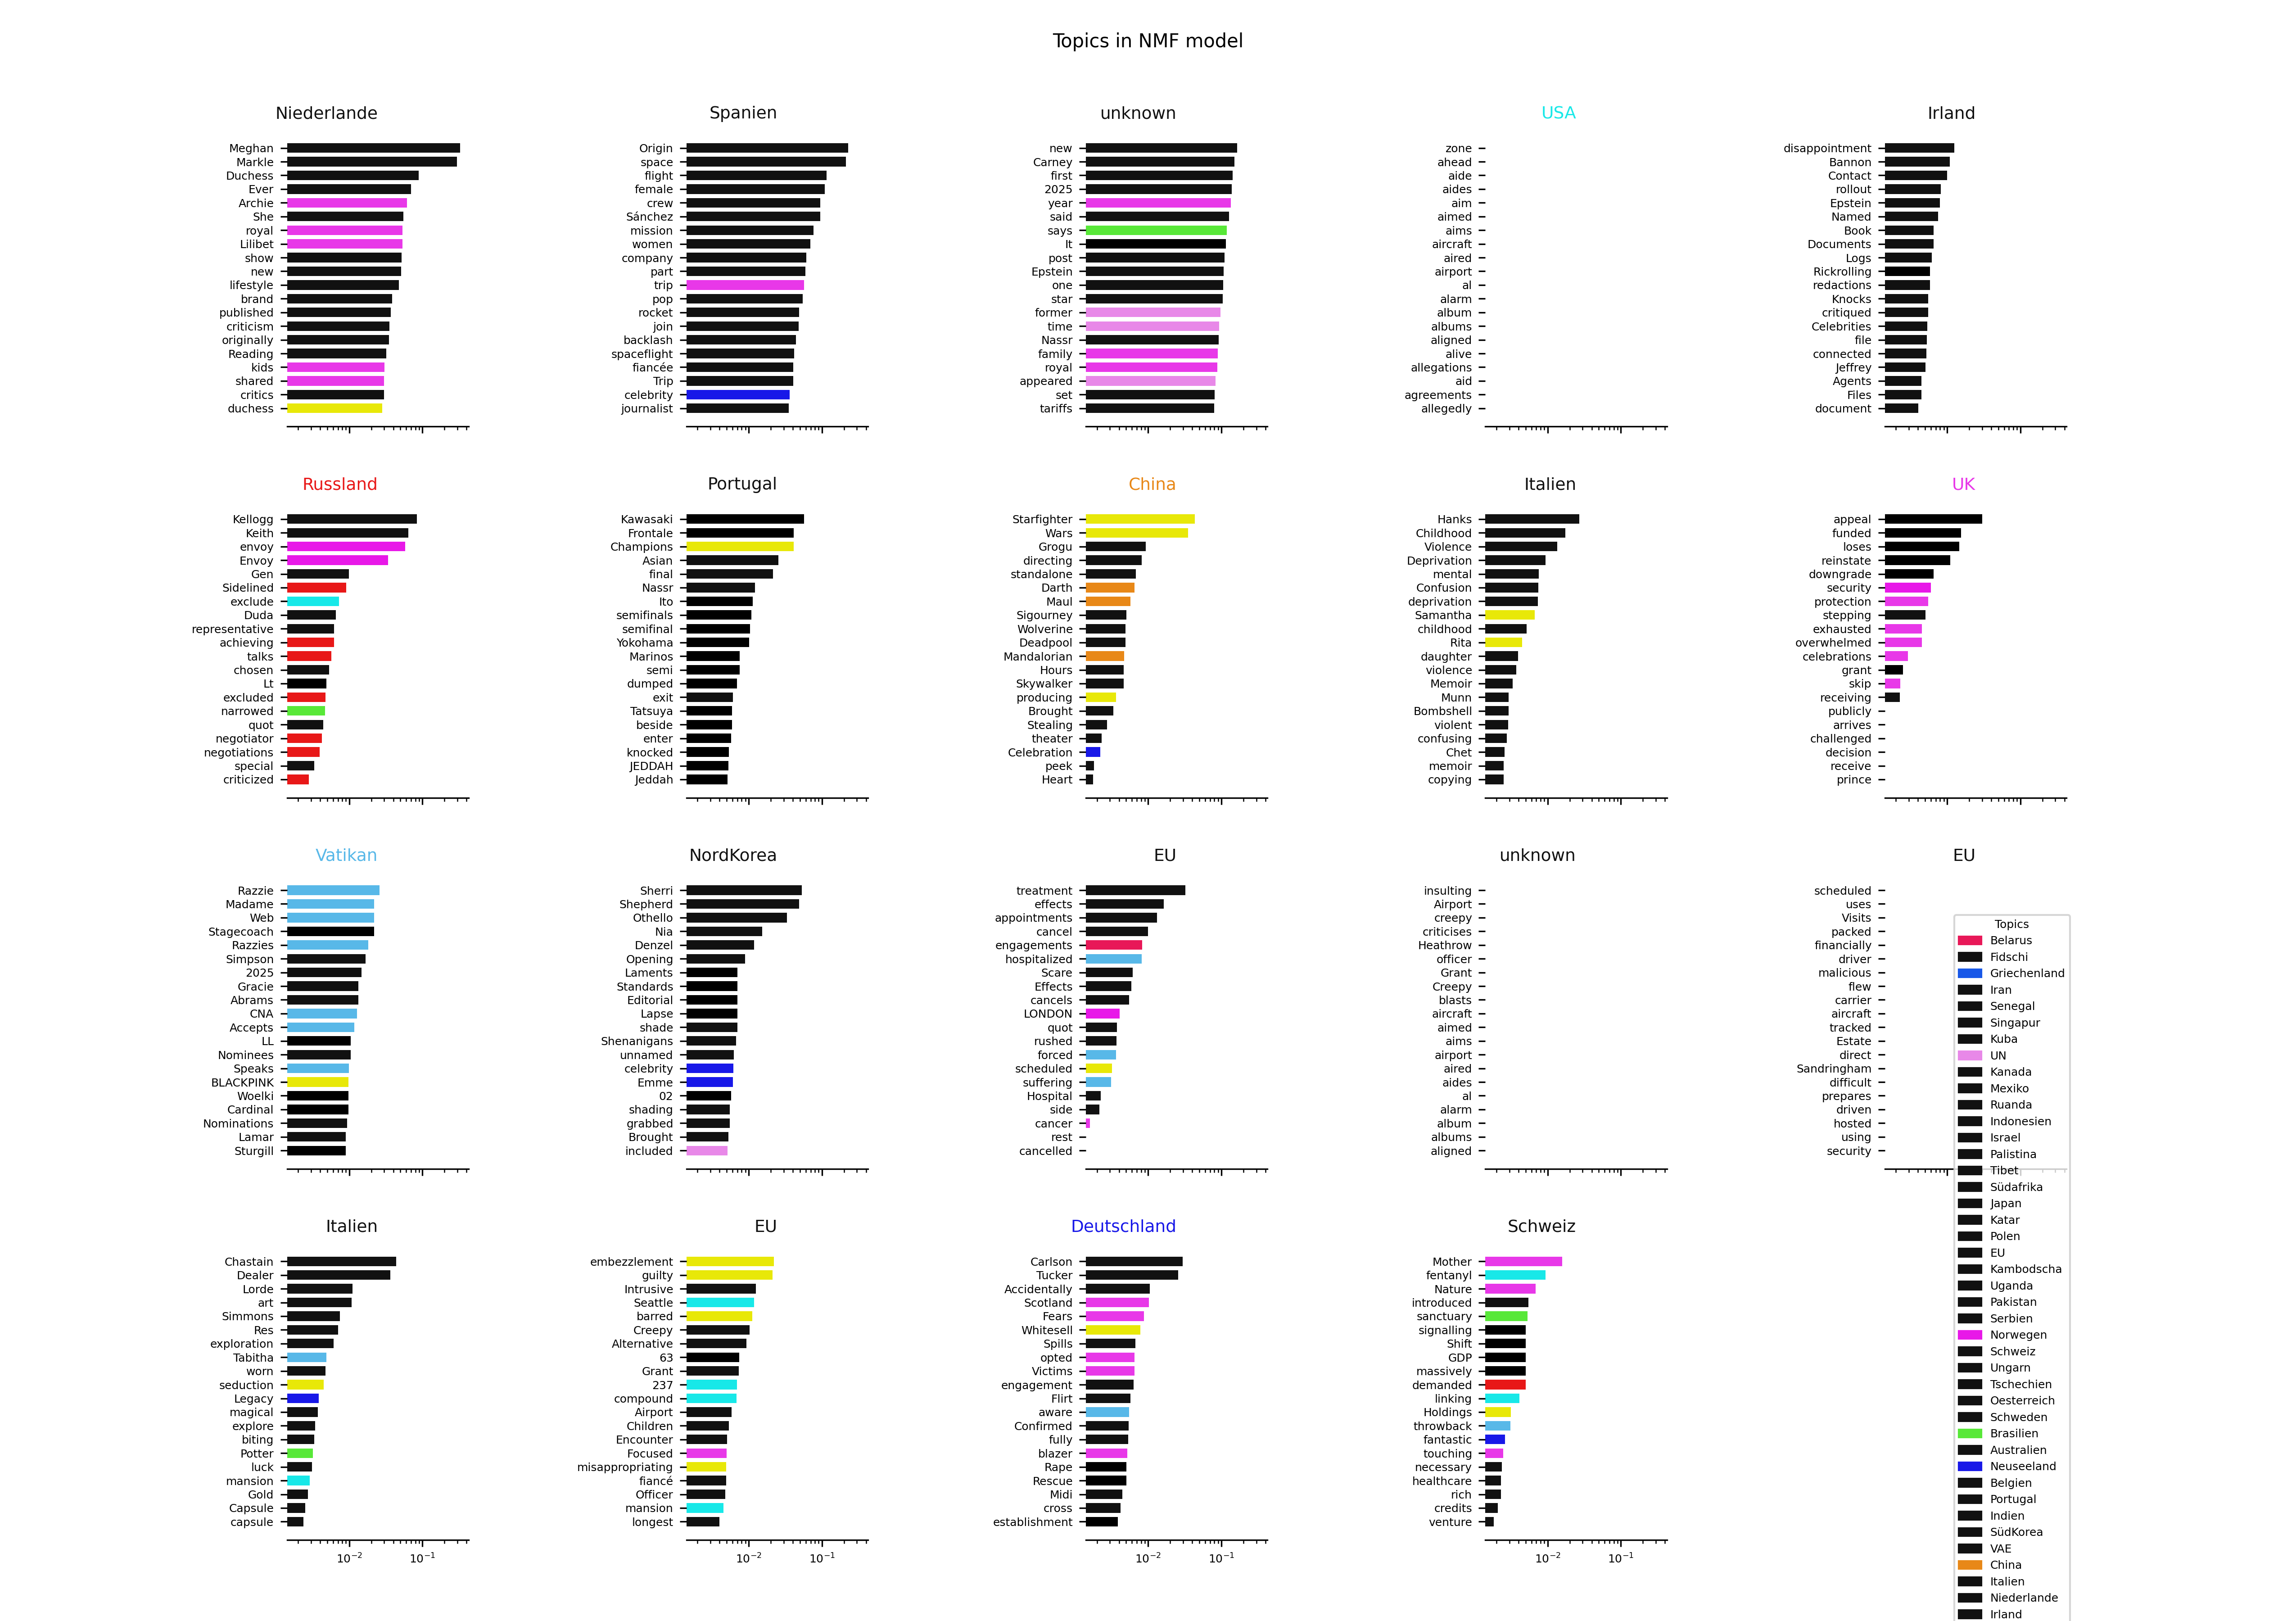 Topics in NMF model
Niederlande
Meghan
Markle
Duchess
Ever
Archie
She
royal
Lilibet
show
new
lifestyle
brand
published
criticism
originally
Reading
kids
shared
critics
duchess
Spanien
Origin
space
flight
female
crew
Sánchez
mission
women
company
part
trip
pop
rocket
join
backlash
spaceflight
fiancée
Trip
celebrity
journalist
unknown
new
Carney
first
2025
year
said
says
It
post
Epstein
one
star
former
time
Nassr
family
royal
appeared
set
tariffs
USA
zone
ahead
aide
aides
aim
aimed
aims
aircraft
aired
airport
al
alarm
album
albums
aligned
alive
allegations
aid
agreements
allegedly
Irland
disappointment
Bannon
Contact
rollout
Epstein
Named
Book
Documents
Logs
Rickrolling
redactions
Knocks
critiqued
Celebrities
file
connected
Jeffrey
Agents
Files
document
Russland
Kellogg
Keith
envoy
Envoy
Gen
Sidelined
exclude
Duda
representative
achieving
talks
chosen
Lt
excluded
narrowed
quot
negotiator
negotiations
special
criticized
Portugal
Kawasaki
Frontale
Champions
Asian
final
Nassr
Ito
semifinals
semifinal
Yokohama
Marinos
semi
dumped
exit
Tatsuya
beside
enter
knocked
JEDDAH
Jeddah
China
Starfighter
Wars
Grogu
directing
standalone
Darth
Maul
Sigourney
Wolverine
Deadpool
Mandalorian
Hours
Skywalker
producing
Brought
Stealing
theater
Celebration
peek
Heart
Italien
Hanks
Childhood
Violence
Deprivation
mental
Confusion
deprivation
Samantha
childhood
Rita
daughter
violence
Memoir
Munn
Bombshell
violent
confusing
Chet
memoir
copying
UK
appeal
funded
loses
reinstate
downgrade
security
protection
stepping
exhausted
overwhelmed
celebrations
grant
skip
receiving
publicly
arrives
challenged
decision
receive
prince
Vatikan
Razzie
Madame
Web
Stagecoach
Razzies
Simpson
2025
Gracie
Abrams
CNA
Accepts
LL
Nominees
Speaks
BLACKPINK
Woelki
Cardinal
Nominations
Lamar
Sturgill
NordKorea
Sherri
Shepherd
Othello
Nia
Denzel
Opening
Laments
Standards
Editorial
Lapse
shade
Shenanigans
unnamed
celebrity
Emme
02
shading
grabbed
Brought
included
EU
treatment
effects
appointments
cancel
engagements
hospitalized
Scare
Effects
cancels
LONDON
quot
rushed
forced
scheduled
suffering
Hospital
side
cancer
rest
cancelled
unknown
insulting
Airport
creepy
criticises
Heathrow
officer
Grant
Creepy
blasts
aircraft
aimed
aims
airport
aired
aides
al
alarm
album
albums
aligned
EU
scheduled
uses
Visits
packed
financially
driver
malicious
flew
carrier
aircraft
tracked
Estate
direct
Sandringham
difficult
prepares
driven
hosted
using
security
Italien
Chastain
Dealer
Lorde
art
Simmons
Res
exploration
Tabitha
worn
seduction
Legacy
magical
explore
biting
Potter
luck
mansion
Gold
Capsule
capsule
10⁻² 10⁻¹
EU
embezzlement
guilty
Intrusive
Seattle
barred
Creepy
Alternative
63
Grant
237
compound
Airport
Children
Encounter
Focused
misappropriating
fiancé
Officer
mansion
longest
10⁻² 10⁻¹
Deutschland
Carlson
Tucker
Accidentally
Scotland
Fears
Whitesell
Spills
opted
Victims
engagement
Flirt
aware
Confirmed
fully
blazer
Rape
Rescue
Midi
cross
establishment
10⁻² 10⁻¹
Schweiz
Mother
fentanyl
Nature
introduced
sanctuary
signalling
Shift
GDP
massively
demanded
linking
Holdings
throwback
fantastic
touching
necessary
healthcare
rich
credits
venture
10⁻² 10⁻¹
Topics
Belarus
Fidschi
Griechenland
Iran
Senegal
Singapur
Kuba
UN
Kanada
Mexiko
Ruanda
Indonesien
Israel
Palistina
Tibet
Südafrika
Japan
Katar
Polen
EU
Kambodscha
Uganda
Pakistan
Serbien
Norwegen
Schweiz
Ungarn
Tschechien
Oesterreich
Schweden
Brasilien
Australien
Neuseeland
Belgien
Portugal
Indien
SüdKorea
VAE
China
Italien
Niederlande
Irland